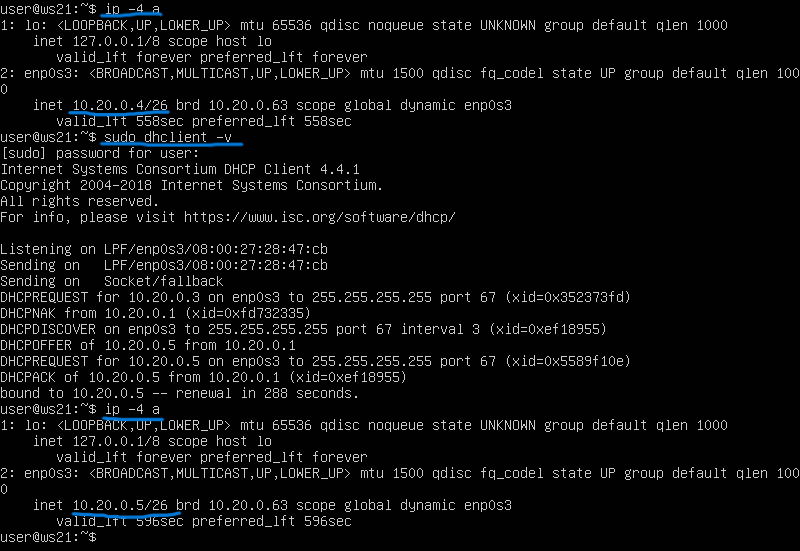 user@ws21:~$ ip -4 a
1: lo: <LOOPBACK,UP,LOWER_UP> mtu 65536 qdisc noqueue state UNKNOWN group default qlen 1000
    inet 127.0.0.1/8 scope host lo
       valid_lft forever preferred_lft forever
2: enp0s3: <BROADCAST,MULTICAST,UP,LOWER_UP> mtu 1500 qdisc fq_codel state UP group default qlen 100
0
    inet 10.20.0.4/26 brd 10.20.0.63 scope global dynamic enp0s3
       valid_lft 558sec preferred_lft 558sec
user@ws21:~$ sudo dhclient -v
[sudo] password for user:
Internet Systems Consortium DHCP Client 4.4.1
Copyright 2004-2018 Internet Systems Consortium.
All rights reserved.
For info, please visit https://www.isc.org/software/dhcp/

Listening on LPF/enp0s3/08:00:27:28:47:cb
Sending on   LPF/enp0s3/08:00:27:28:47:cb
Sending on   Socket/fallback
DHCPREQUEST for 10.20.0.3 on enp0s3 to 255.255.255.255 port 67 (xid=0x352373fd)
DHCPNAK from 10.20.0.1 (xid=0xfd732335)
DHCPDISCOVER on enp0s3 to 255.255.255.255 port 67 interval 3 (xid=0xef18955)
DHCPOFFER of 10.20.0.5 from 10.20.0.1
DHCPREQUEST for 10.20.0.5 on enp0s3 to 255.255.255.255 port 67 (xid=0x5589f10e)
DHCPACK of 10.20.0.5 from 10.20.0.1 (xid=0xef18955)
bound to 10.20.0.5 -- renewal in 288 seconds.
user@ws21:~$ ip -4 a
1: lo: <LOOPBACK,UP,LOWER_UP> mtu 65536 qdisc noqueue state UNKNOWN group default qlen 1000
    inet 127.0.0.1/8 scope host lo
       valid_lft forever preferred_lft forever
2: enp0s3: <BROADCAST,MULTICAST,UP,LOWER_UP> mtu 1500 qdisc fq_codel state UP group default qlen 100
0
    inet 10.20.0.5/26 brd 10.20.0.63 scope global dynamic enp0s3
       valid_lft 596sec preferred_lft 596sec
user@ws21:~$